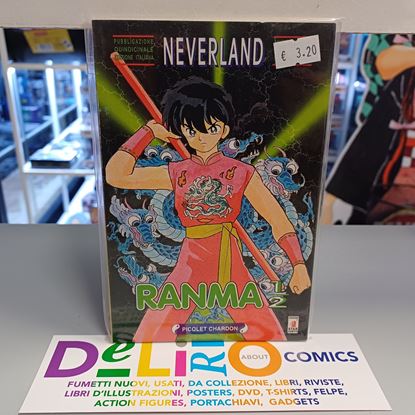 PUBBLICAZIONE
QUINDICINALE
EDIZIONE ITALIANA
NEVERLAND
€ 3.20
RANMA 1/2
PICOLET CHARDON
DeLiRiO ABOUT COMICS
FUMETTI NUOVI, USATI, DA COLLEZIONE, LIBRI, RIVISTE,
LIBRI D'ILLUSTRAZIONI, POSTERS, DVD, T-SHIRTS, FELPE,
ACTION FIGURES, PORTACHIAVI, GADGETS